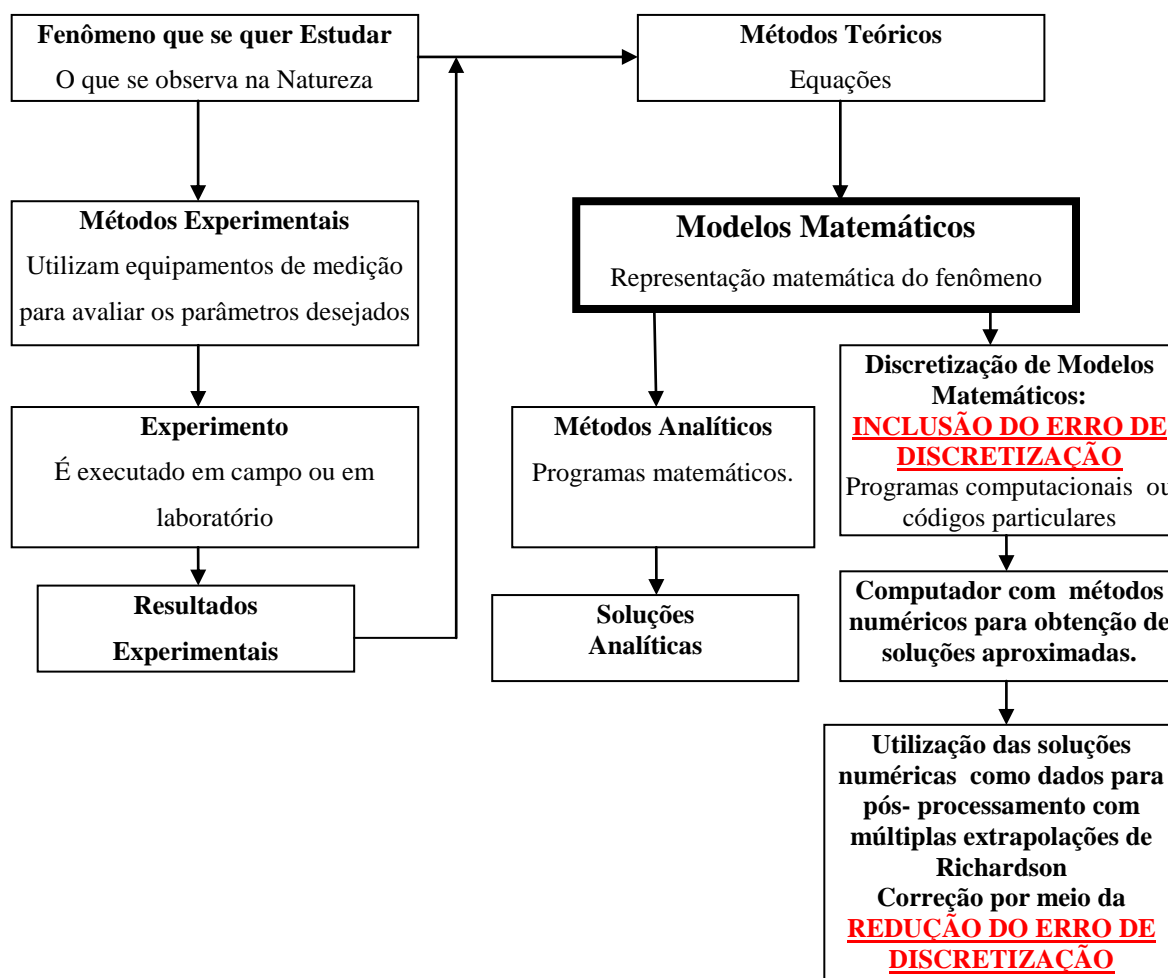 Fenômeno que se quer Estudar
O que se observa na Natureza
Métodos Teóricos
Equações
Métodos Experimentais
Utilizam equipamentos de medição
para avaliar os parâmetros desejados
Modelos Matemáticos
Representação matemática do fenômeno
Experimento
É executado em campo ou em
laboratório
Métodos Analíticos
Programas matemáticos.
Discretização de Modelos
Matemáticos:
INCLUSÃO DO ERRO DE
DISCRETIZAÇÃO
Programas computacionais ou
códigos particulares
Resultados
Experimentais
Soluções
Analíticas
Computador com métodos
numéricos para obtenção de
soluções aproximadas.
Utilização das soluções
numéricas como dados para
pós- processamento com
múltiplas extrapolações de
Richardson
Correção por meio da
REDUÇÃO DO ERRO DE
DISCRETIZAÇÃO